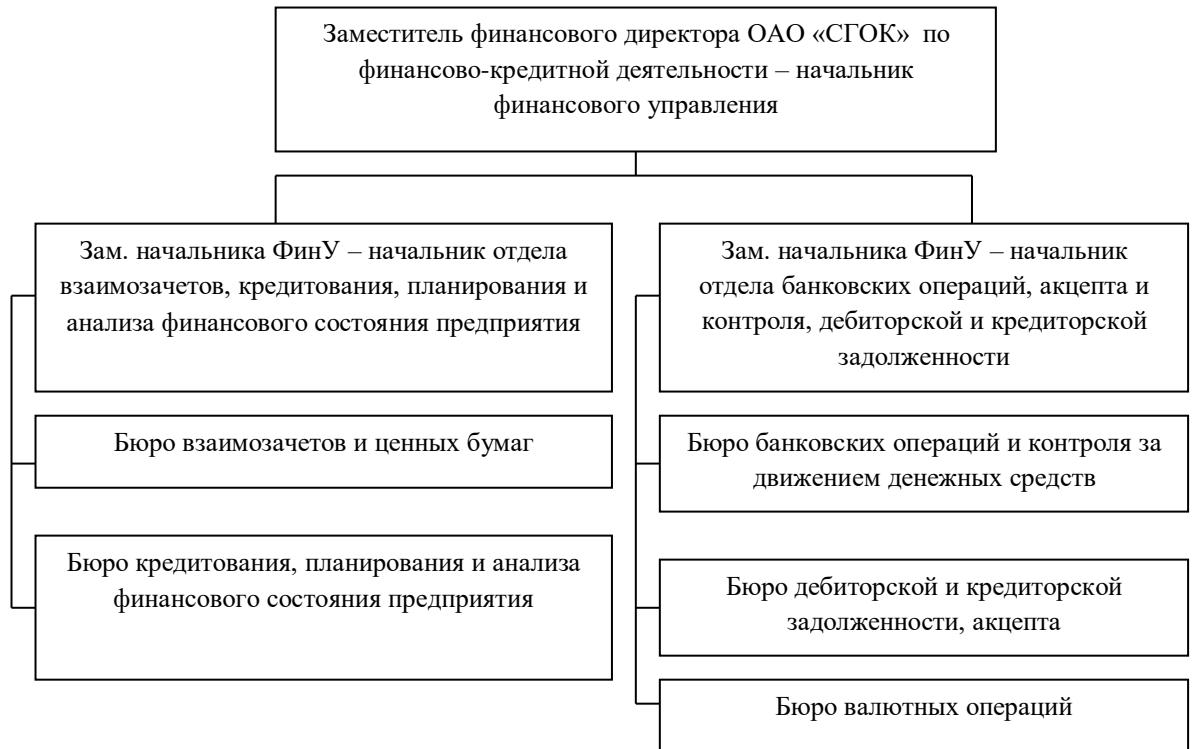 Заместитель финансового директора ОАО «СГОК» по
финансово-кредитной деятельности – начальник
финансового управления
Зам. начальника ФинУ – начальник отдела
взаимозачетов, кредитования, планирования и
анализа финансового состояния предприятия
Зам. начальника ФинУ – начальник
отдела банковских операций, акцепта и
контроля, дебиторской и кредиторской
задолженности
Бюро взаимозачетов и ценных бумаг
Бюро банковских операций и контроля за
движением денежных средств
Бюро кредитования, планирования и анализа
финансового состояния предприятия
Бюро дебиторской и кредиторской
задолженности, акцепта
Бюро валютных операций